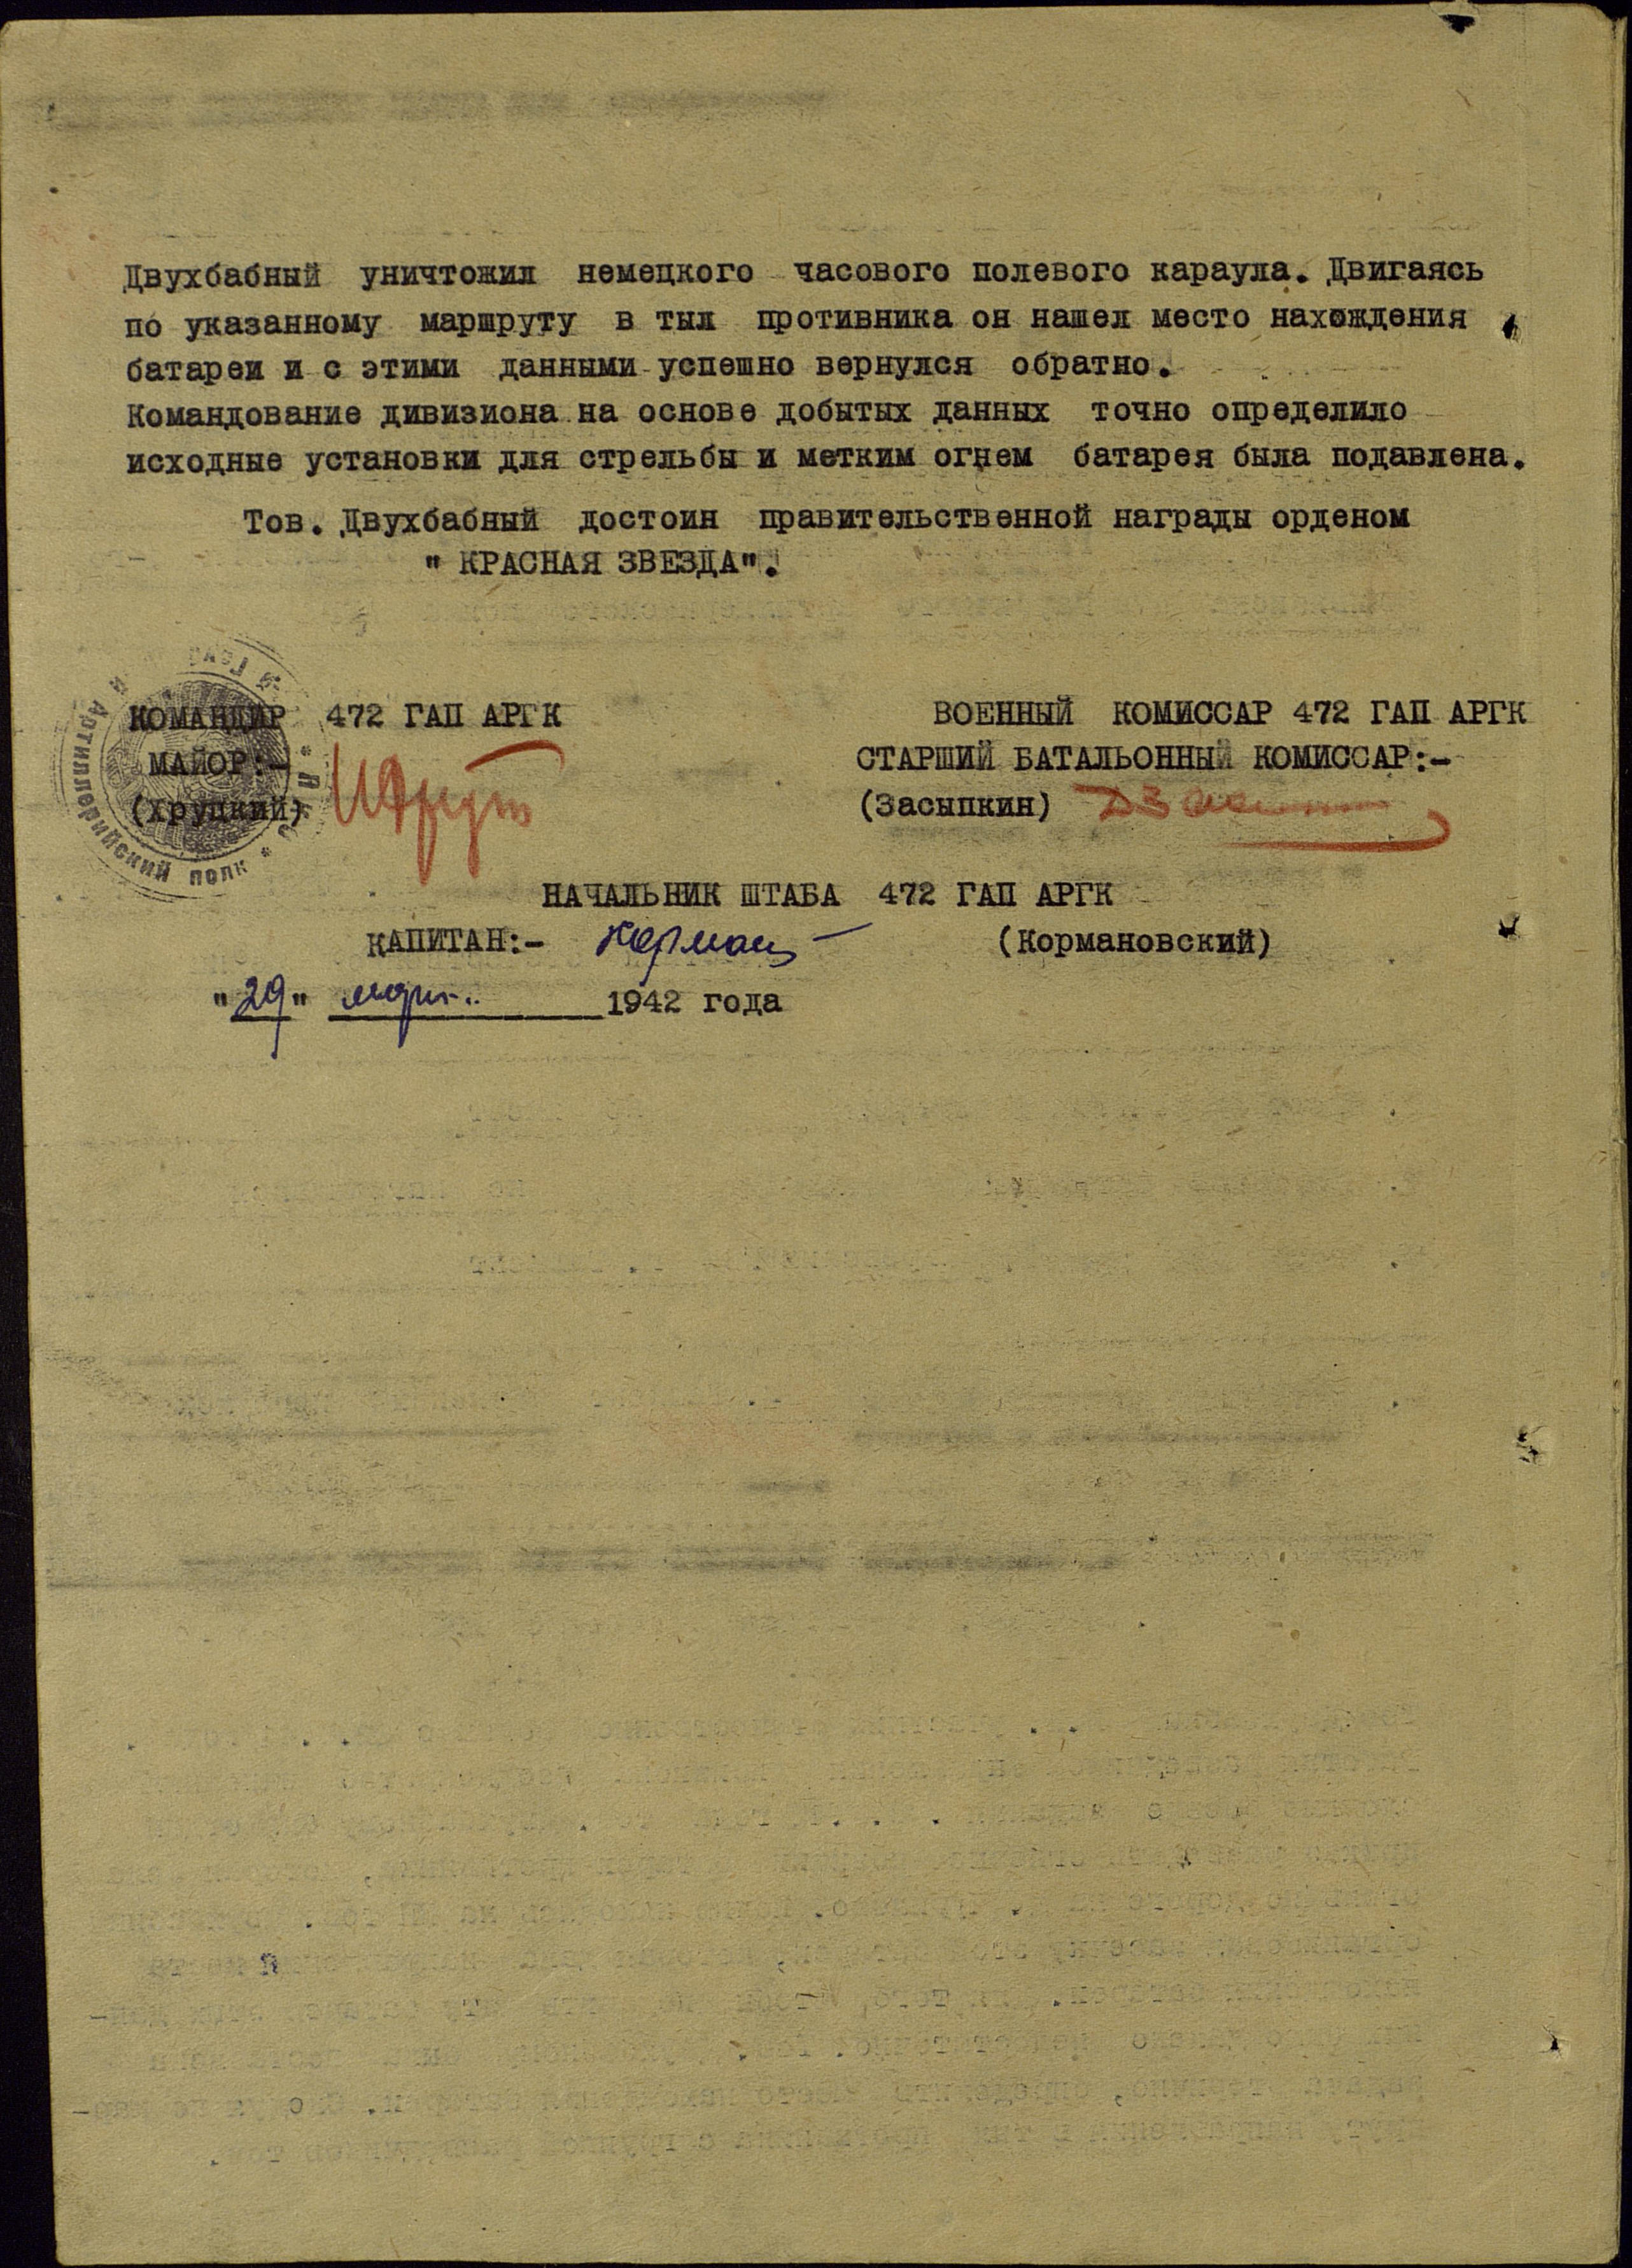 Двухбабный уничтожил немецкого часового полевого караула. Двигаясь
по указанному маршруту в тыл противника он нашел место нахождения
батареи и с этими данными успешно вернулся обратно.
Командование дивизиона на основе добытых данных точно определило
исходные установки для стрельбы и метким огнем батарея была подавлена.
Тов. Двухбабный достоин правительственной награды орденом
" КРАСНАЯ ЗВЕЗДА".
Артиллерийский полк *
КОМАНДИР 472 ГАП АРГК
МАЙОР:-
(Хруцкий)
ВОЕННЫЙ КОМИССАР 472 ГАП АРГК
СТАРШИЙ БАТАЛЬОННЫЙ КОМИССАР:-
(Засыпкин)
НАЧАЛЬНИК ШТАБА 472 ГАП АРГК
КАПИТАН:- (Кормановский)
"29" марта 1942 года